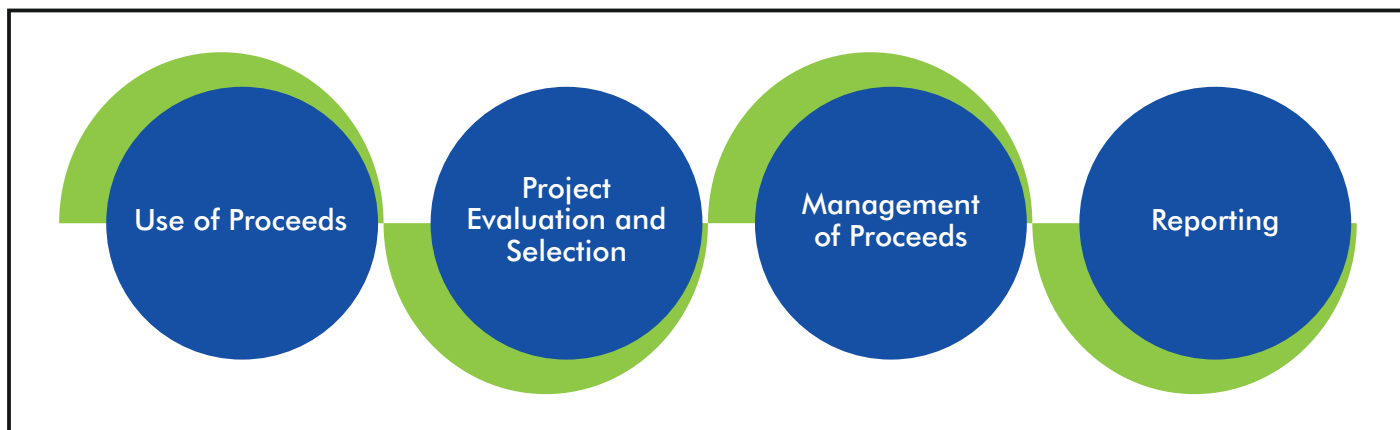 Use of Proceeds
Project
Evaluation and
Selection
Management
of Proceeds
Reporting